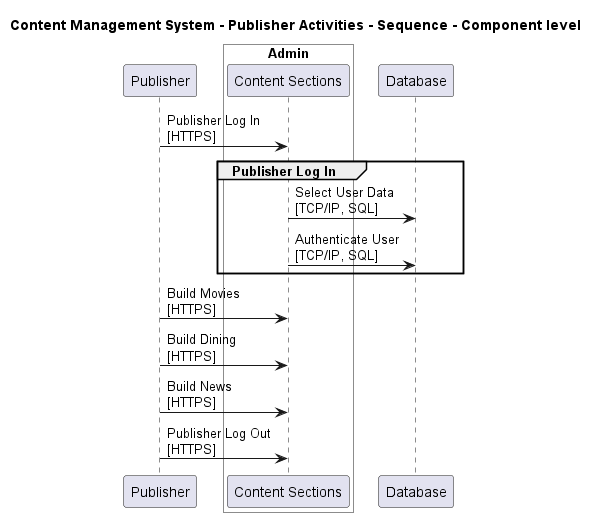 Content Management System - Publisher Activities - Sequence - Component level
Admin
Publisher
Content Sections
Database
Publisher Log In
[HTTPS]
Publisher Log In
Select User Data
[TCP/IP, SQL]
Authenticate User
[TCP/IP, SQL]
Build Movies
[HTTPS]
Build Dining
[HTTPS]
Build News
[HTTPS]
Publisher Log Out
[HTTPS]
Publisher
Content Sections
Database